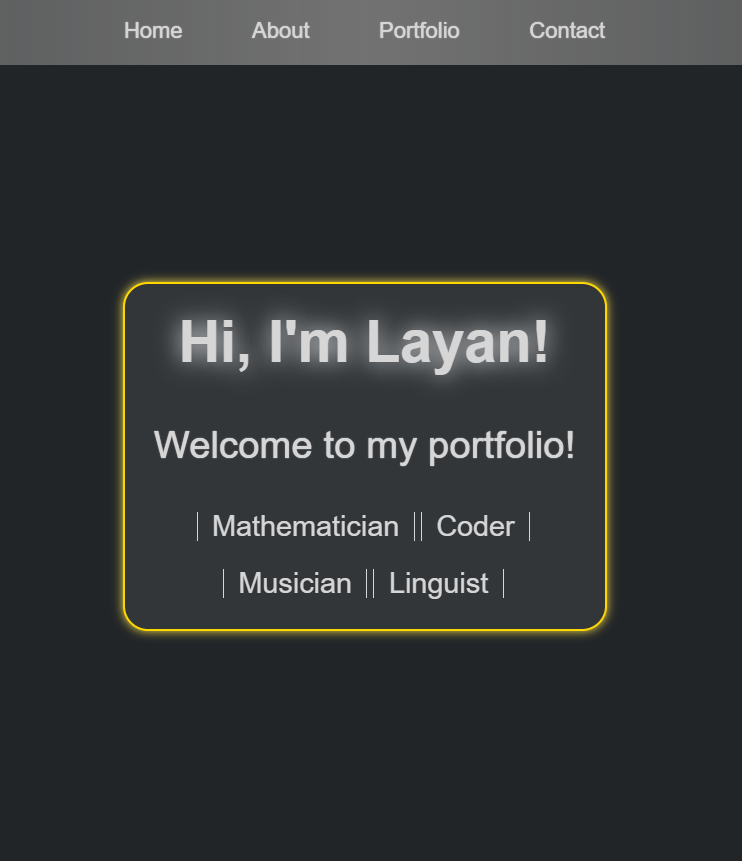 Home About Portfolio Contact
Hi, I'm Layan!
Welcome to my portfolio!
Mathematician Coder
Musician Linguist